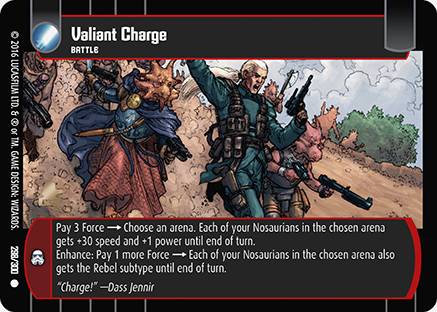 Valiant Charge
BATTLE
Pay 3 Force → Choose an arena. Each of your Nosaurians in the chosen arena
gets +30 speed and +1 power until end of turn.
Enhance: Pay 1 more Force → Each of your Nosaurians in the chosen arena also
gets the Rebel subtype until end of turn.
“Charge!” —Dass Jennir
© 2016 LUCASFILM LTD. & ® or TM. GAME DESIGN: WIZARDS.
298/300